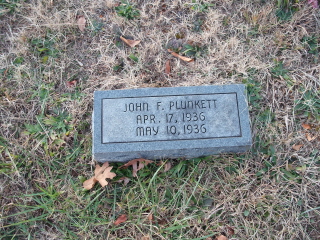 JOHN F. PLUNKETT
APR. 17, 1936
MAY 10, 1936